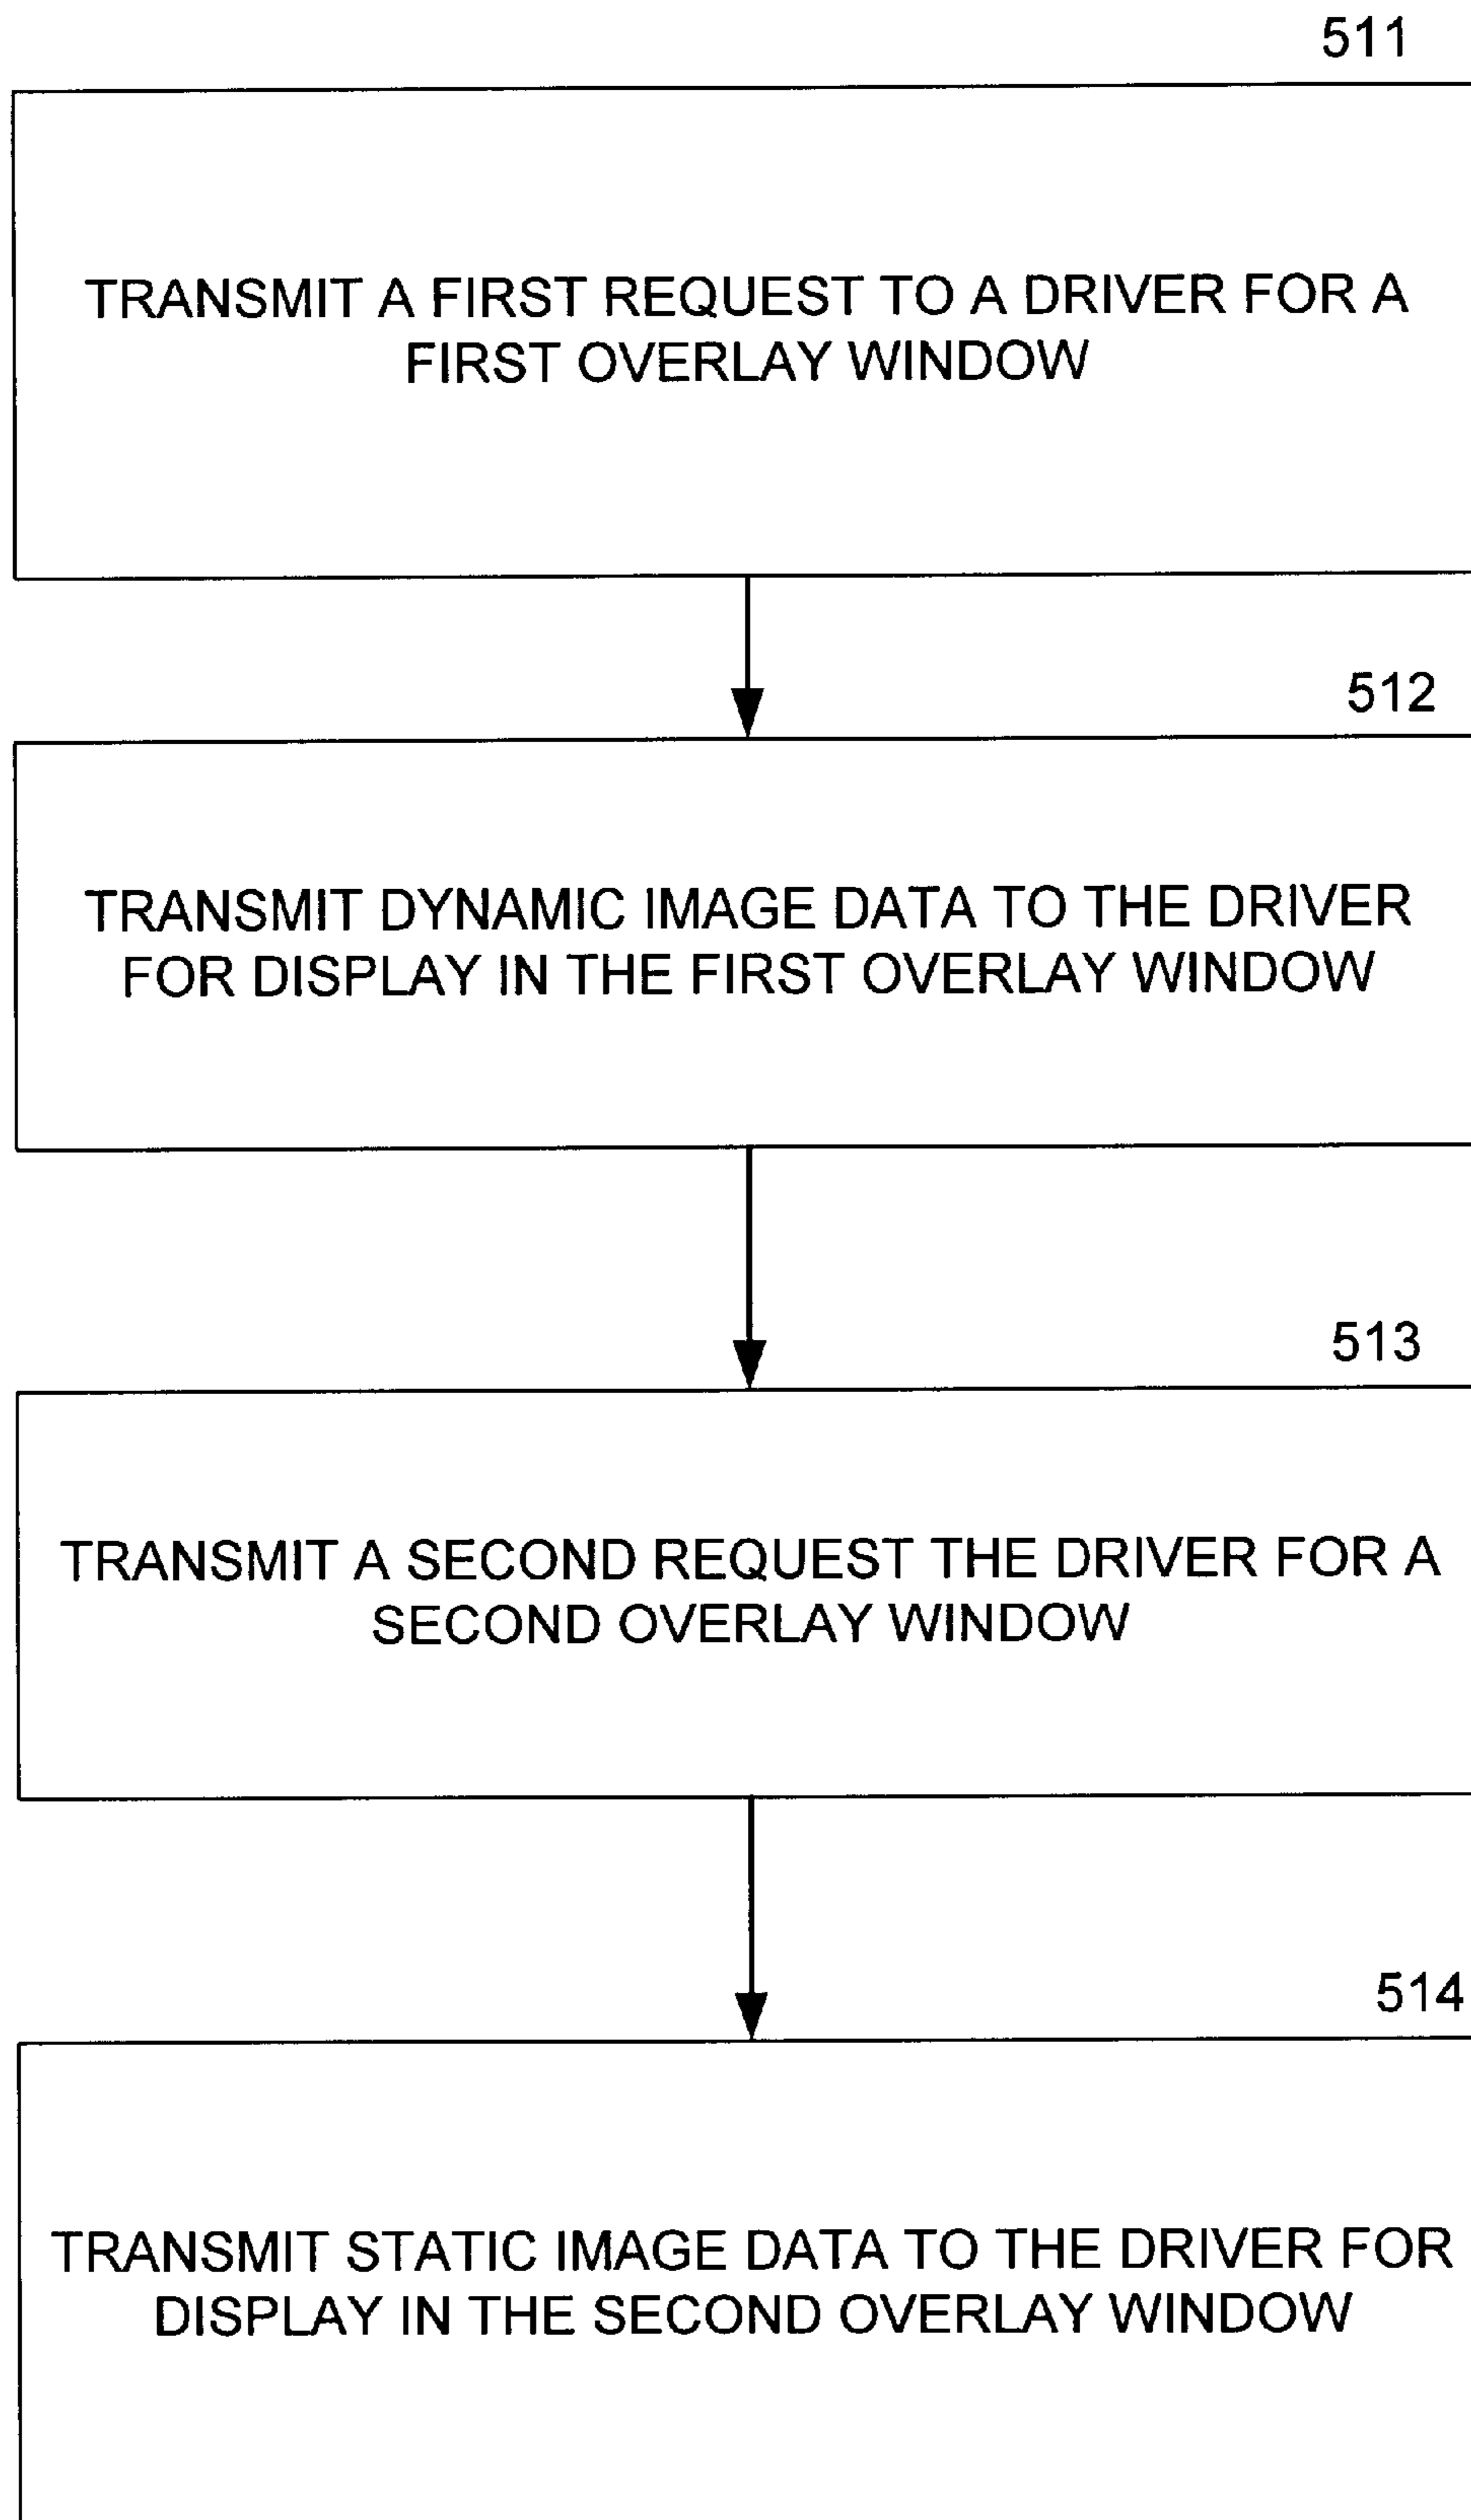 511
TRANSMIT A FIRST REQUEST TO A DRIVER FOR A
FIRST OVERLAY WINDOW
512
TRANSMIT DYNAMIC IMAGE DATA TO THE DRIVER
FOR DISPLAY IN THE FIRST OVERLAY WINDOW
513
TRANSMIT A SECOND REQUEST THE DRIVER FOR A
SECOND OVERLAY WINDOW
514
TRANSMIT STATIC IMAGE DATA TO THE DRIVER FOR
DISPLAY IN THE SECOND OVERLAY WINDOW